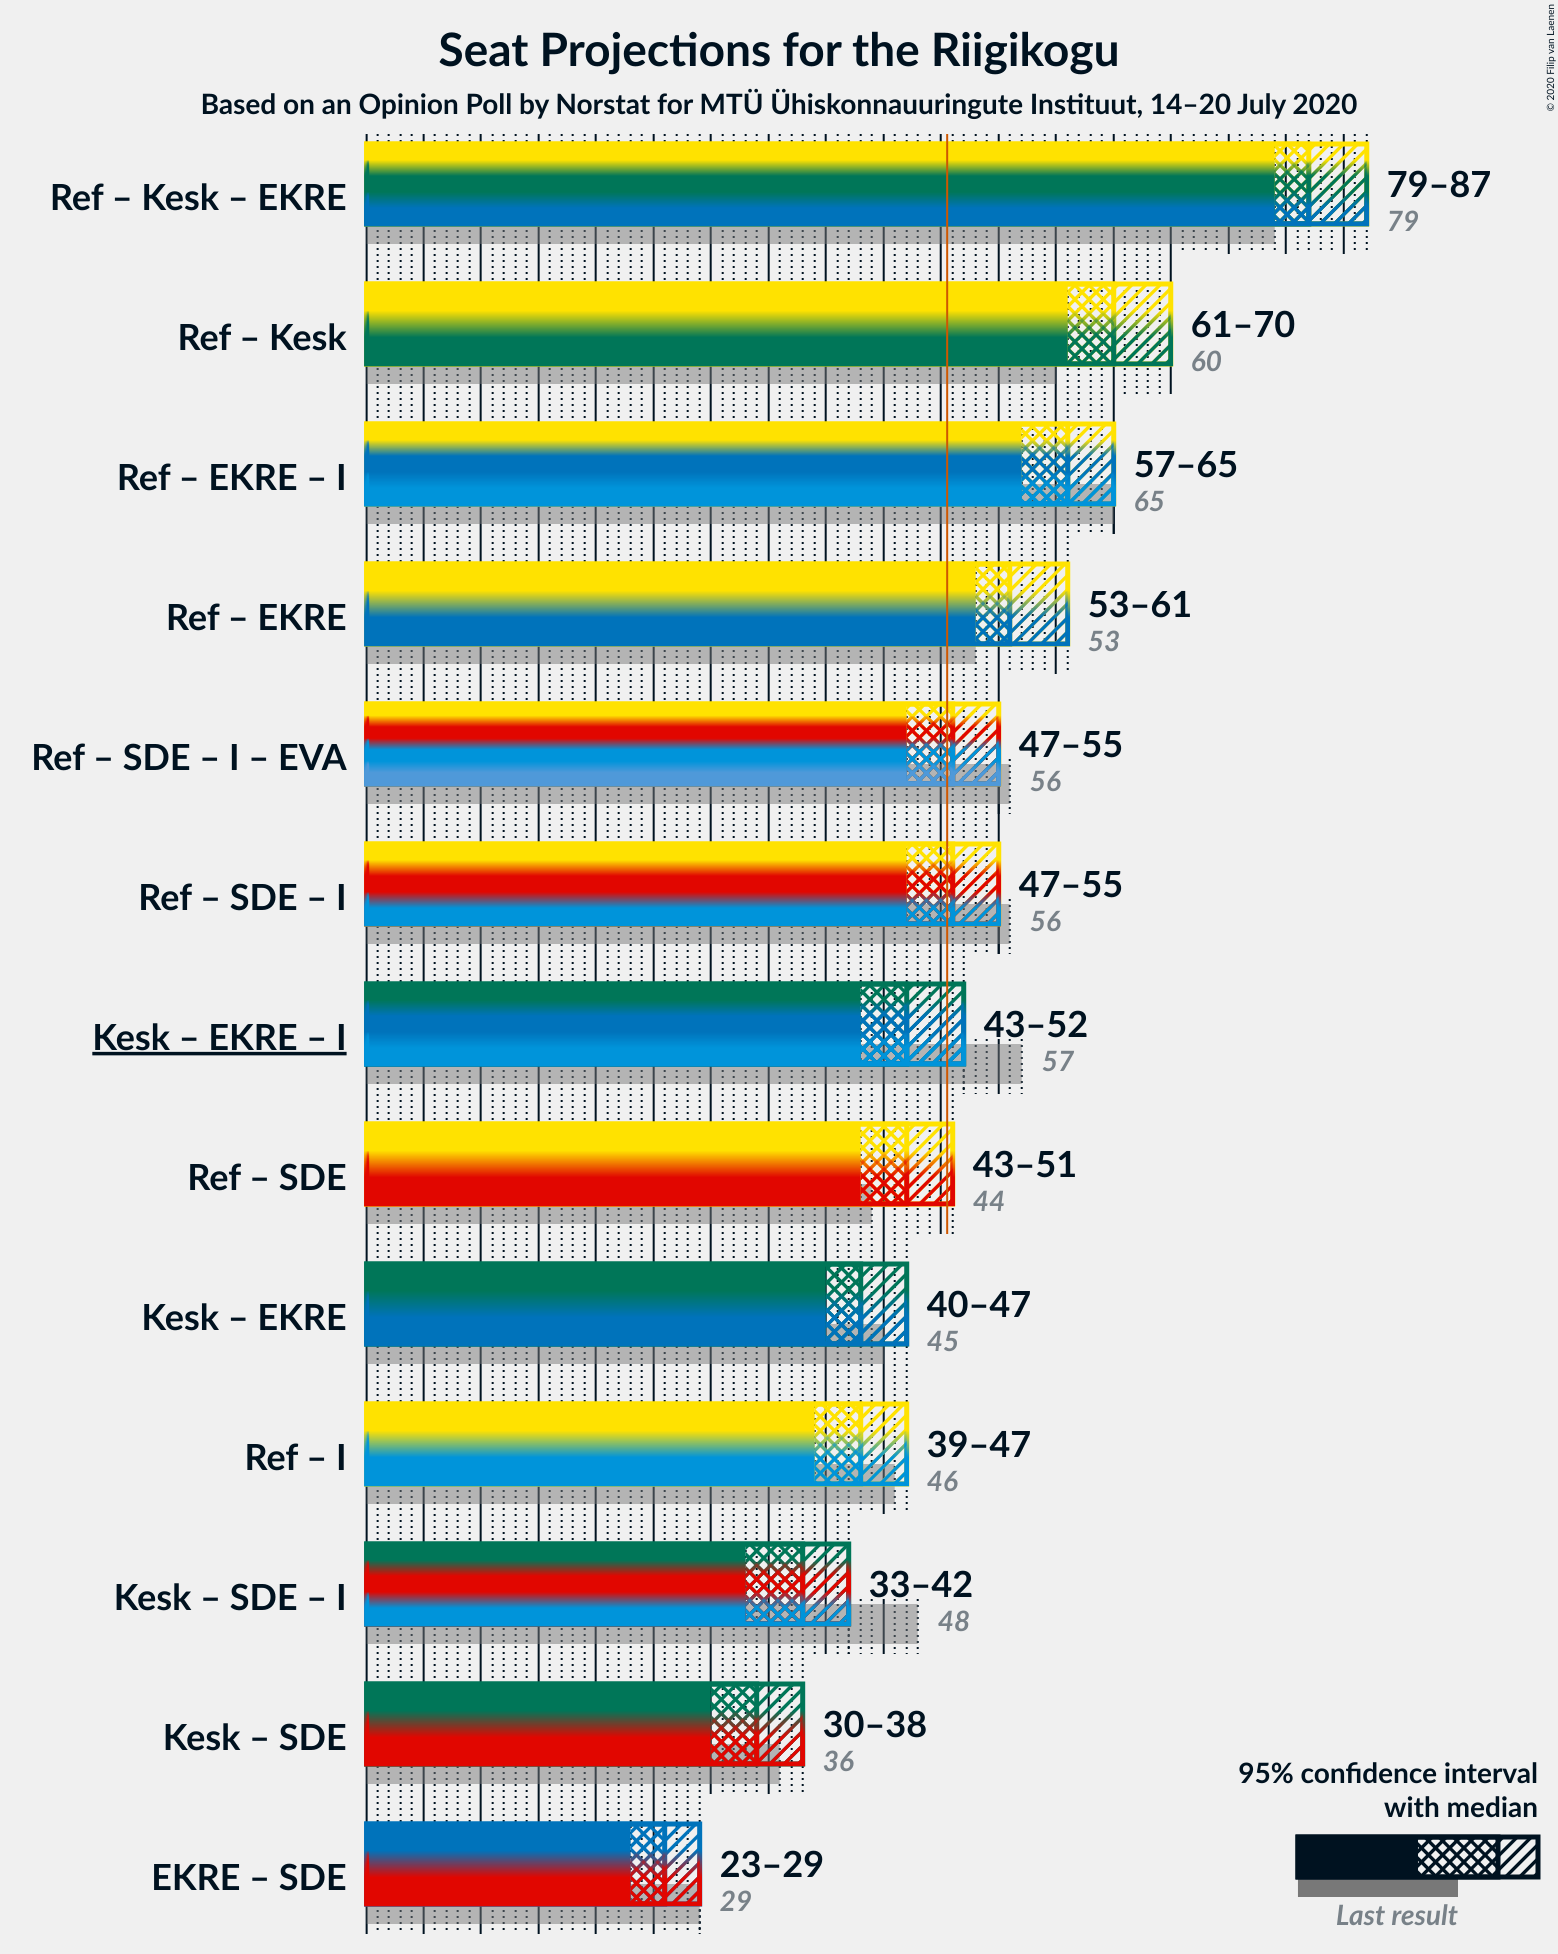 Seat Projections for the Riigikogu
Based on an Opinion Poll by Norstat for MTÜ Ühiskonnauuringute Instituut, 14–20 July 2020
© 2020 Filip van Laenen
Ref – Kesk – EKRE
79–87
79
Ref – Kesk
61–70
60
Ref – EKRE – I
57–65
65
Ref – EKRE
53–61
53
Ref – SDE – I – EVA
47–55
56
Ref – SDE – I
47–55
56
Kesk – EKRE – I
43–52
57
Ref – SDE
43–51
44
Kesk – EKRE
40–47
45
Ref – I
39–47
46
Kesk – SDE – I
33–42
48
Kesk – SDE
30–38
36
EKRE – SDE
23–29
29
95% confidence interval
with median
Last result